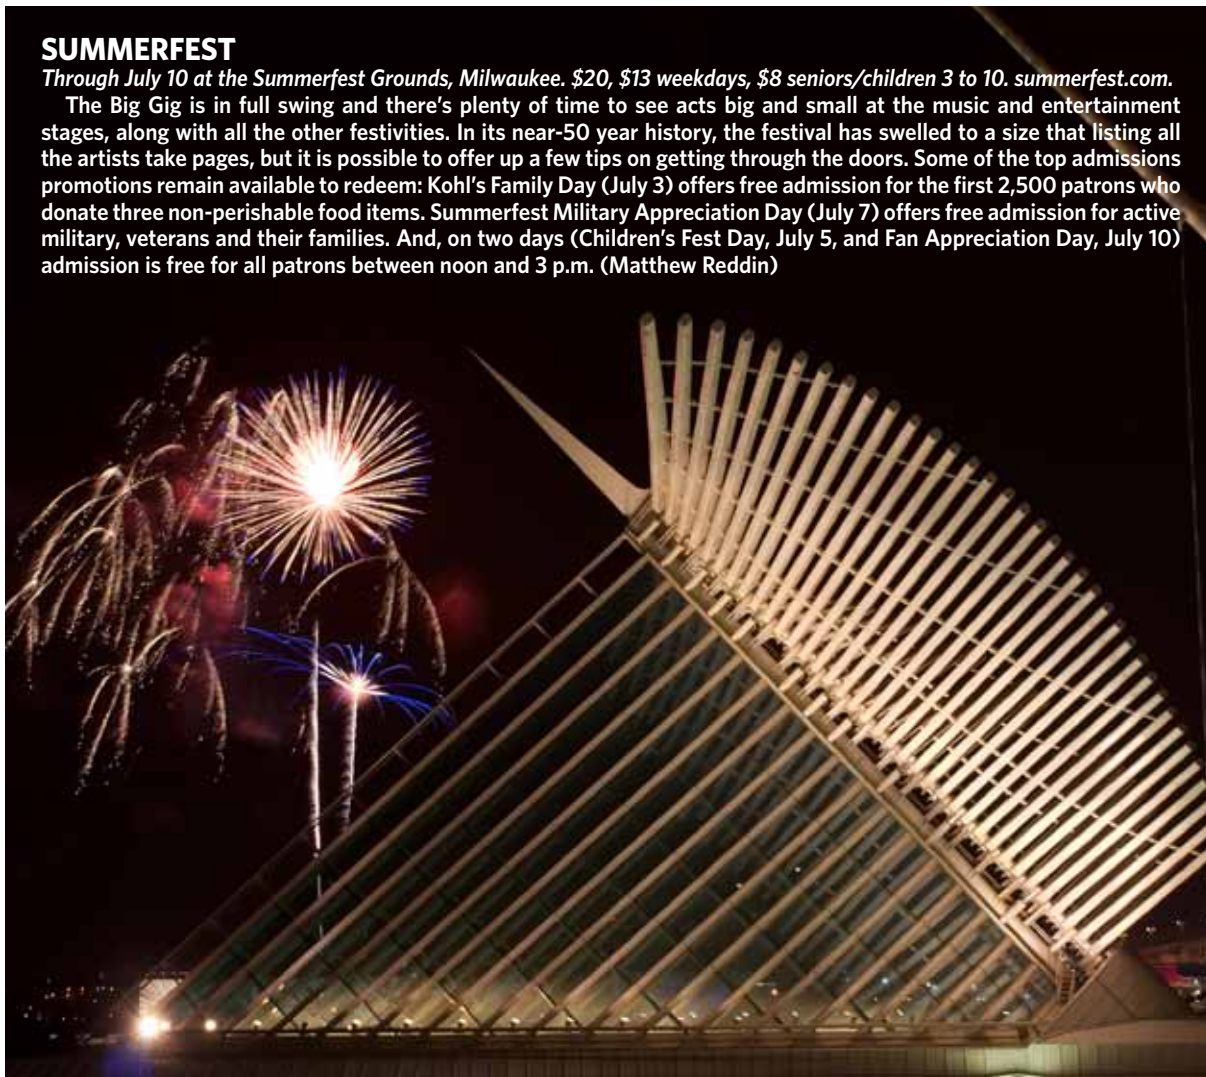 SUMMERFEST
Through July 10 at the Summerfest Grounds, Milwaukee. $20, $13 weekdays, $8 seniors/children 3 to 10. summerfest.com.
The Big Gig is in full swing and there's plenty of time to see acts big and small at the music and entertainment
stages, along with all the other festivities. In its near-50 year history, the festival has swelled to a size that listing all
the artists take pages, but it is possible to offer up a few tips on getting through the doors. Some of the top admissions
promotions remain available to redeem: Kohl's Family Day (July 3) offers free admission for the first 2,500 patrons who
donate three non-perishable food items. Summerfest Military Appreciation Day (July 7) offers free admission for active
military, veterans and their families. And, on two days (Children's Fest Day, July 5, and Fan Appreciation Day, July 10)
admission is free for all patrons between noon and 3 p.m. (Matthew Reddin)